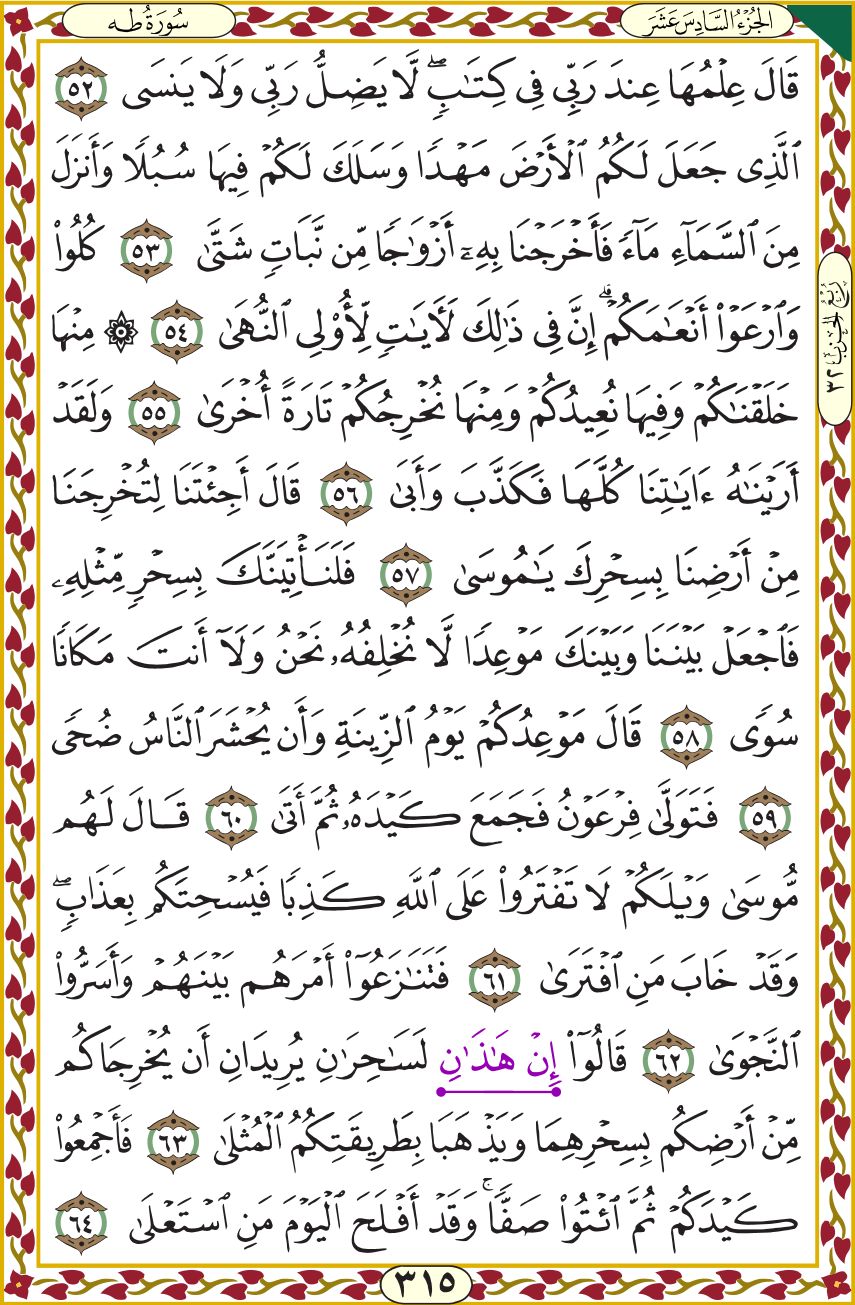 سُورَةُ طه
الجُزْءُ السَّادِسَ عَشَرَ
قَالَ عِلْمُهَا عِندَ رَبِّي فِي كِتَٰبٖۖ لَّا يَضِلُّ رَبِّي وَلَا يَنسَى ٥٢
ٱلَّذِي جَعَلَ لَكُمُ ٱلْأَرْضَ مَهْدٗا وَسَلَكَ لَكُمْ فِيهَا سُبُلٗا وَأَنزَلَ
مِنَ ٱلسَّمَآءِ مَآءٗ فَأَخْرَجْنَا بِهِۦٓ أَزْوَٰجٗا مِّن نَّبَاتٖ شَتَّىٰ ٥٣ كُلُوا۟
وَٱرْعَوْا۟ أَنْعَٰمَكُمْۗ إِنَّ فِي ذَٰلِكَ لَأٓيَٰتٖ لِّأُو۟لِي ٱلنُّهَىٰ ٥٤ ۞ مِنْهَا
خَلَقْنَٰكُمْ وَفِيهَا نُعِيدُكُمْ وَمِنْهَا نُخْرِجُكُمْ تَارَةً أُخْرَىٰ ٥٥ وَلَقَدْ
أَرَيْنَٰهُ ءَايَٰتِنَا كُلَّهَا فَكَذَّبَ وَأَبَىٰ ٥٦ قَالَ أَجِئْتَنَا لِتُخْرِجَنَا
مِنْ أَرْضِنَا بِسِحْرِكَ يَٰمُوسَىٰ ٥٧ فَلَنَأْتِيَنَّكَ بِسِحْرٖ مِّثْلِهِۦ
فَٱجْعَلْ بَيْنَنَا وَبَيْنَكَ مَوْعِدٗا لَّا نُخْلِفُهُۥ نَحْنُ وَلَآ أَنتَ مَكَانٗا
سُوٗى ٥٨ قَالَ مَوْعِدُكُمْ يَوْمُ ٱلزِّينَةِ وَأَن يُحْشَرَ ٱلنَّاسُ ضُحٗى
٥٩ فَتَوَلَّىٰ فِرْعَوْنُ فَجَمَعَ كَيْدَهُۥ ثُمَّ أَتَىٰ ٦٠ قَالَ لَهُم
مُّوسَىٰ وَيْلَكُمْ لَا تَفْتَرُوا۟ عَلَى ٱللَّهِ كَذِبٗا فَيُسْحِتَكُم بِعَذَابٖۖ
وَقَدْ خَابَ مَنِ ٱفْتَرَىٰ ٦١ فَتَنَٰزَعُوٓا۟ أَمْرَهُم بَيْنَهُمْ وَأَسَرُّوا۟
ٱلنَّجْوَىٰ ٦٢ قَالُوٓا۟ إِنْ هَٰذَٰنِ لَسَٰحِرَٰنِ يُرِيدَانِ أَن يُخْرِجَاكُم
مِّنْ أَرْضِكُم بِسِحْرِهِمَا وَيَذْهَبَا بِطَرِيقَتِكُمُ ٱلْمُثْلَىٰ ٦٣ فَأَجْمِعُوا۟
كَيْدَكُمْ ثُمَّ ٱئْتُوا۟ صَفّٗاۚ وَقَدْ أَفْلَحَ ٱلْيَوْمَ مَنِ ٱسْتَعْلَىٰ ٦٤
رُبْعُ الحِزْبِ ٣٢
٣١٥